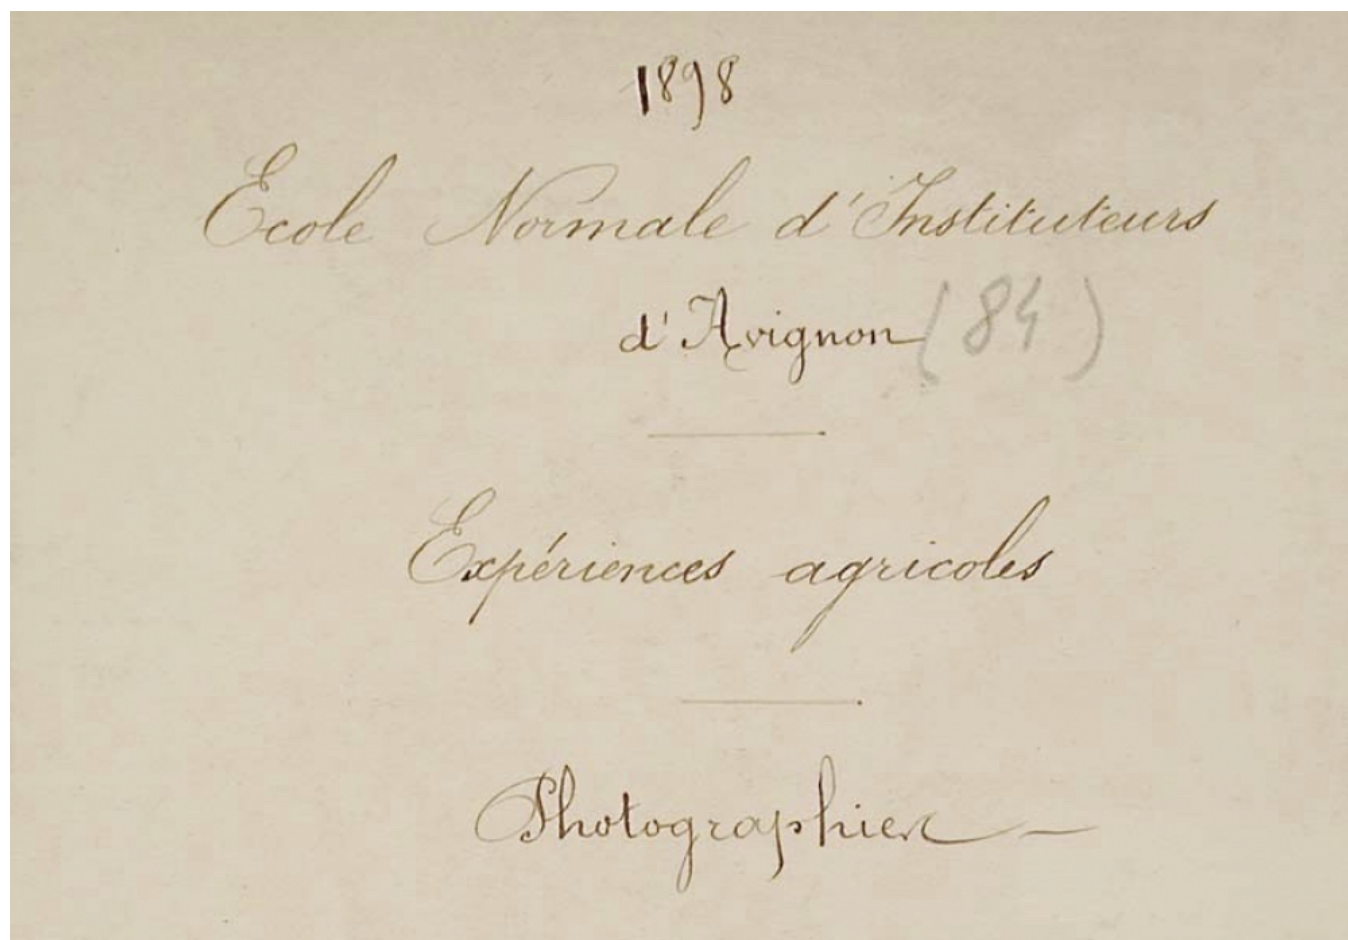 1898
Ecole Normale d'Instituteurs
d'Avignon (84)
Expériences agricoles
Photographies